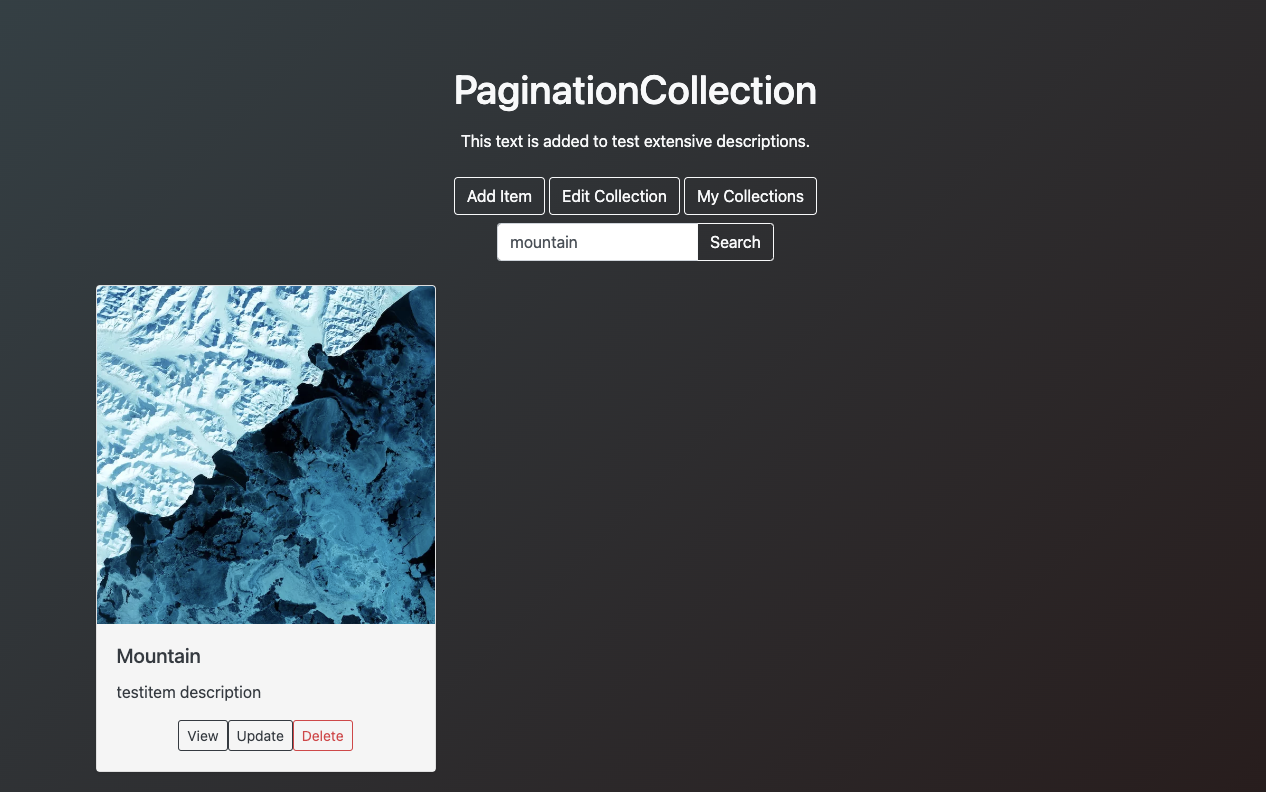 PaginationCollection
This text is added to test extensive descriptions.
Add Item Edit Collection My Collections
mountain Search
Mountain
testitem description
View Update Delete